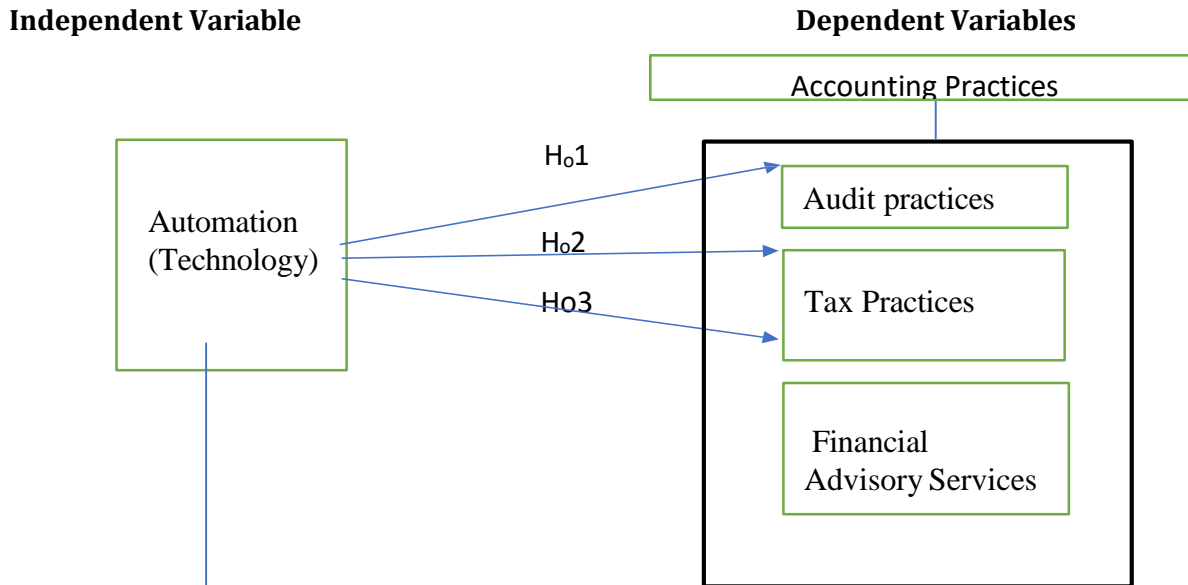 Independent Variable
Dependent Variables
Accounting Practices
Hₒ1
Audit practices
Automation
(Technology)
Hₒ2
Ho3
Tax Practices
Financial
Advisory Services